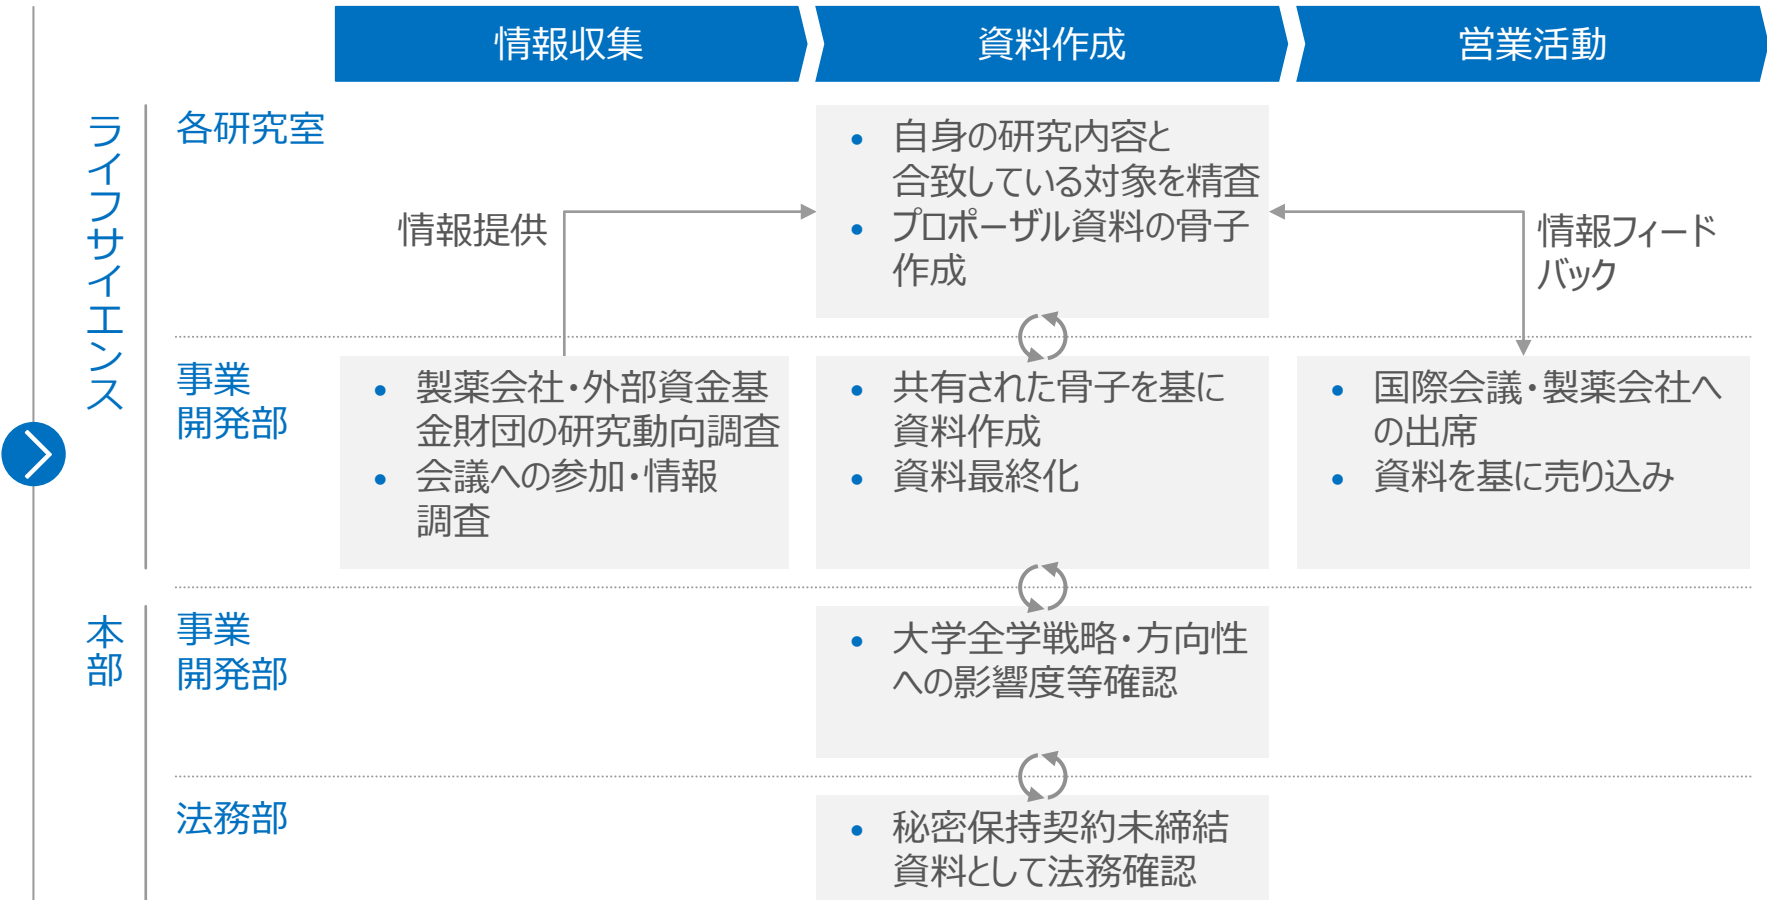 情報収集
資料作成
営業活動
ライフサイエンス
各研究室
• 自身の研究内容と
合致している対象を精査
• プロポーザル資料の骨子
作成
情報提供
情報フィード
バック
事業
開発部
• 製薬会社・外部資金基
金財団の研究動向調査
• 会議への参加・情報
調査
• 共有された骨子を基に
資料作成
• 資料最終化
• 国際会議・製薬会社へ
の出席
• 資料を基に売り込み
本部
事業
開発部
• 大学全学戦略・方向性
への影響度等確認
法務部
• 秘密保持契約未締結
資料として法務確認